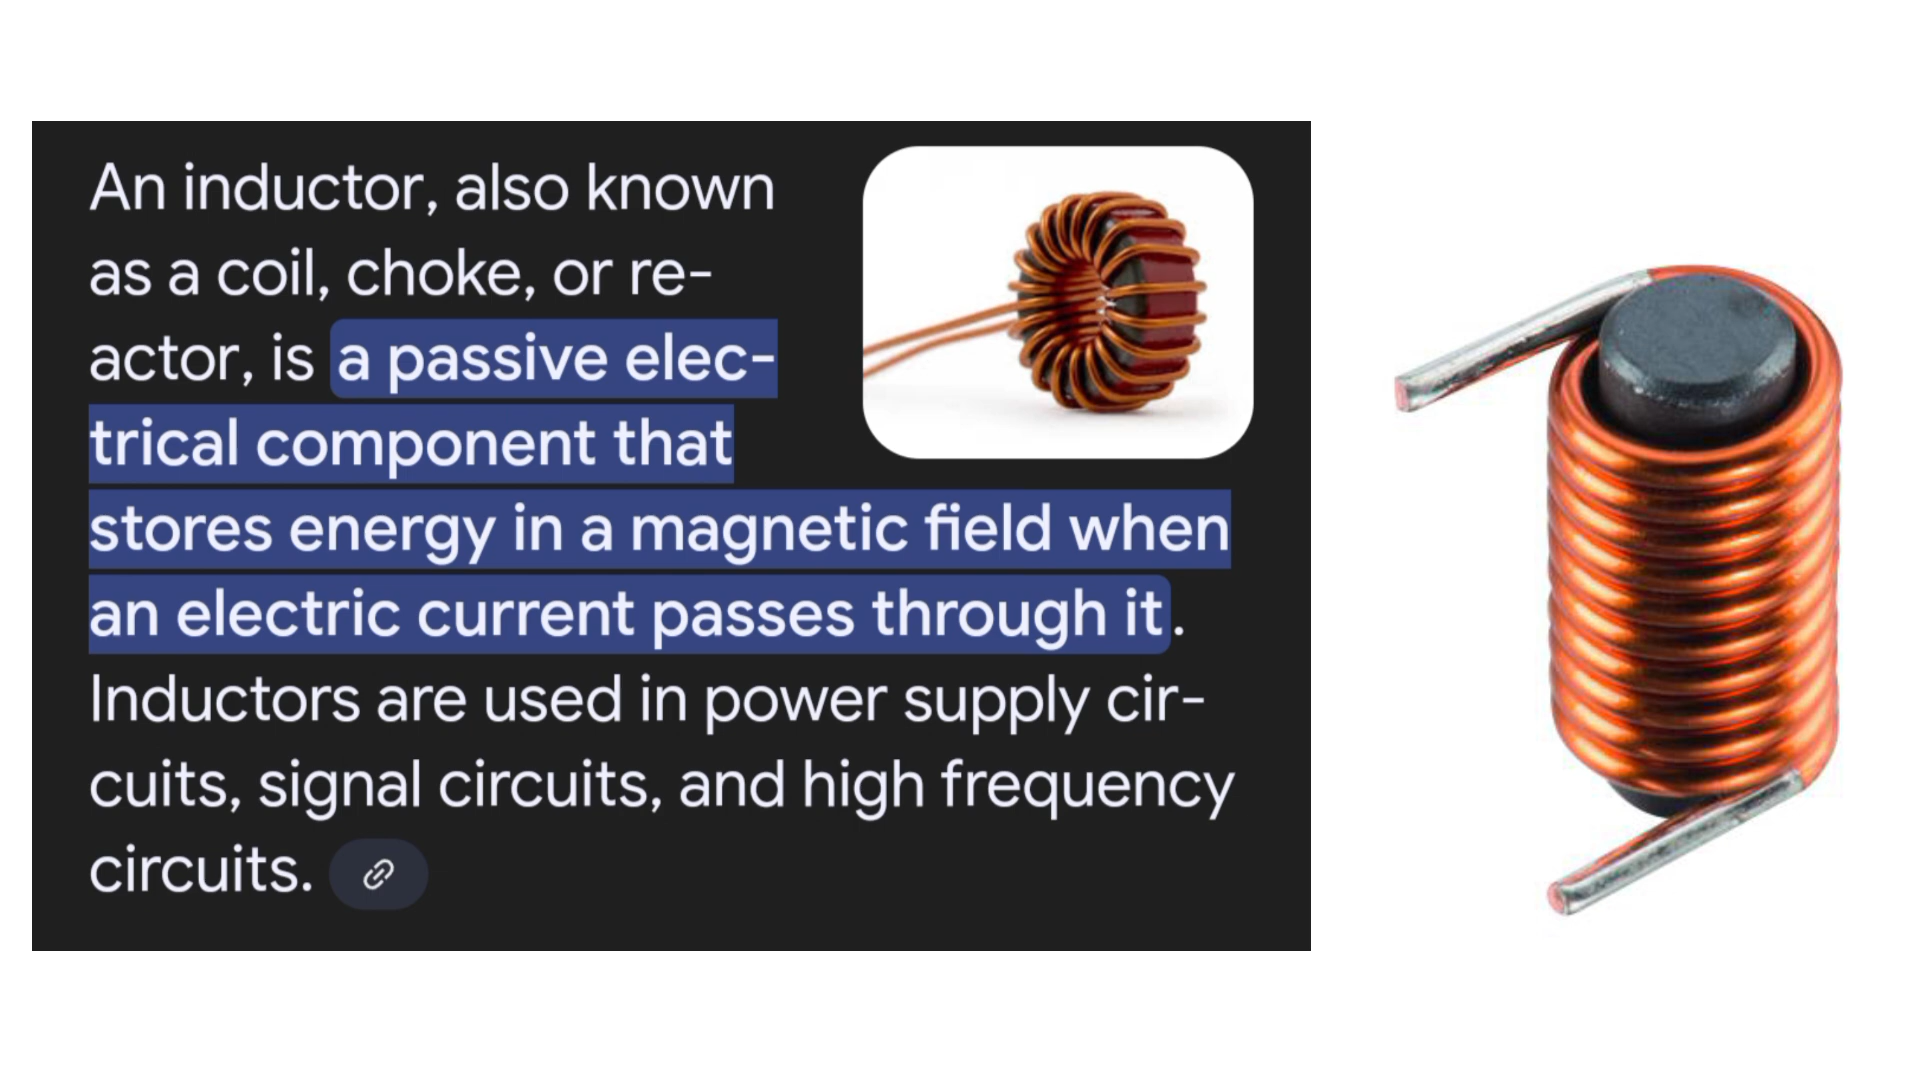 An inductor, also known
as a coil, choke, or re-
actor, is a passive elec-
trical component that
stores energy in a magnetic field when
an electric current passes through it.
Inductors are used in power supply cir-
cuits, signal circuits, and high frequency
circuits.